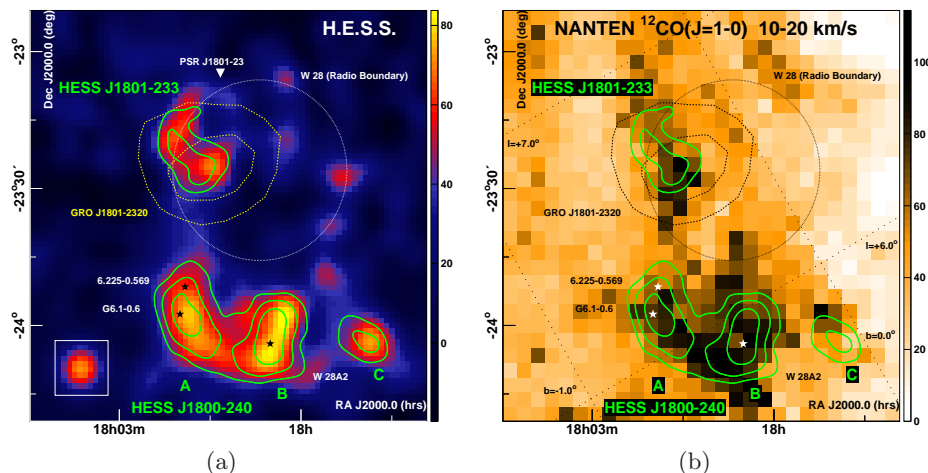 H.E.S.S.
Dec J2000.0 (deg)
-23°
-23°30´
-24°
PSR J1801-23
W 28 (Radio Boundary)
HESS J1801-233
GRO J1801-2320
6.225-0.569
G6.1-0.6
W 28A2
A
B
C
HESS J1800-240
RA J2000.0 (hrs)
18h03m
18h
80
60
40
20
0
(a)
NANTEN ¹²CO(J=1-0) 10-20 km/s
Dec J2000.0 (deg)
-23°
-23°30´
-24°
W 28 (Radio Boundary)
HESS J1801-233
l=+7.0°
GRO J1801-2320
l=+6.0°
6.225-0.569
G6.1-0.6
b=0.0°
W 28A2
b=-1.0°
A
B
C
HESS J1800-240
RA J2000.0 (hrs)
18h03m
18h
100
80
60
40
20
0
(b)